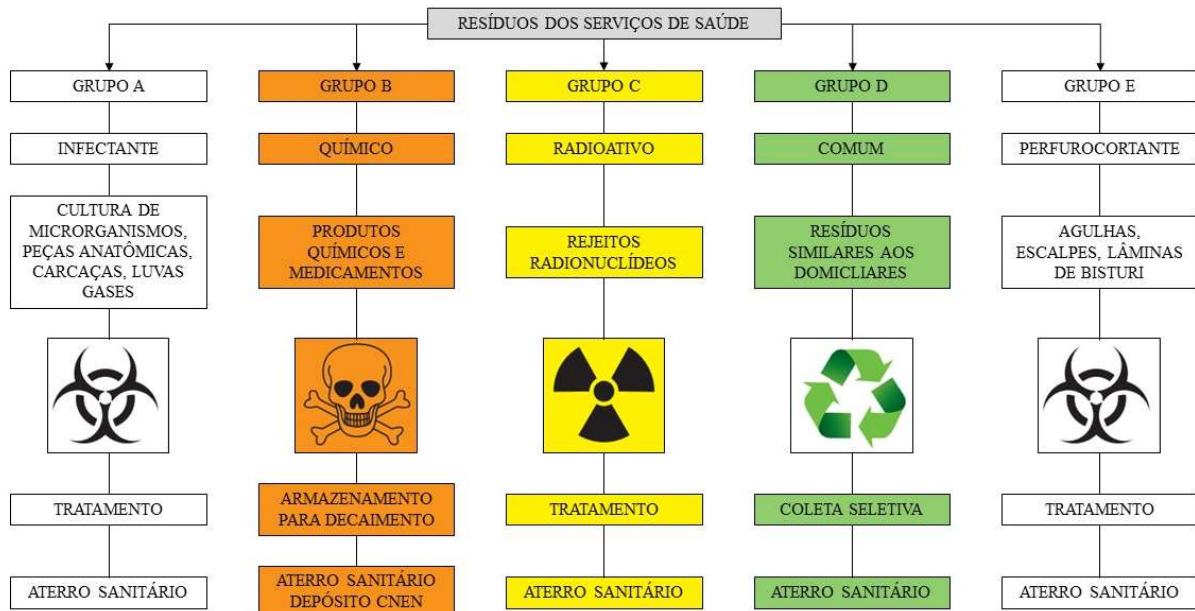 RESÍDUOS DOS SERVIÇOS DE SAÚDE
GRUPO A
GRUPO B
GRUPO C
GRUPO D
GRUPO E
INFECTANTE
QUÍMICO
RADIOATIVO
COMUM
PERFUROCORTANTE
CULTURA DE
MICRORGANISMOS,
PEÇAS ANATÔMICAS,
CARCAÇAS, LUVAS
GASES
PRODUTOS
QUÍMICOS E
MEDICAMENTOS
REJEITOS
RADIONUCLÍDEOS
RESÍDUOS
SIMILARES AOS
DOMICLIARES
AGULHAS,
ESCALPES, LÂMINAS
DE BISTURI
TRATAMENTO
ARMAZENAMENTO
PARA DECAIMENTO
TRATAMENTO
COLETA SELETIVA
TRATAMENTO
ATERRO SANITÁRIO
ATERRO SANITÁRIO
DEPÓSITO CNEN
ATERRO SANITÁRIO
ATERRO SANITÁRIO
ATERRO SANITÁRIO